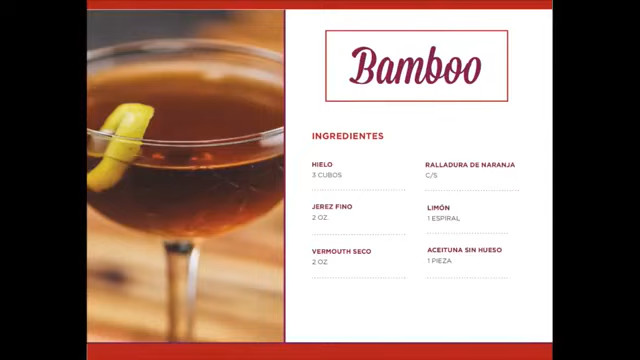 Bamboo
INGREDIENTES
HIELO
3 CUBOS
JEREZ FINO
2 OZ
VERMOUTH SECO
2 OZ
RALLADURA DE NARANJA
C/S
LIMÓN
1 ESPIRAL
ACEITUNA SIN HUESO
1 PIEZA